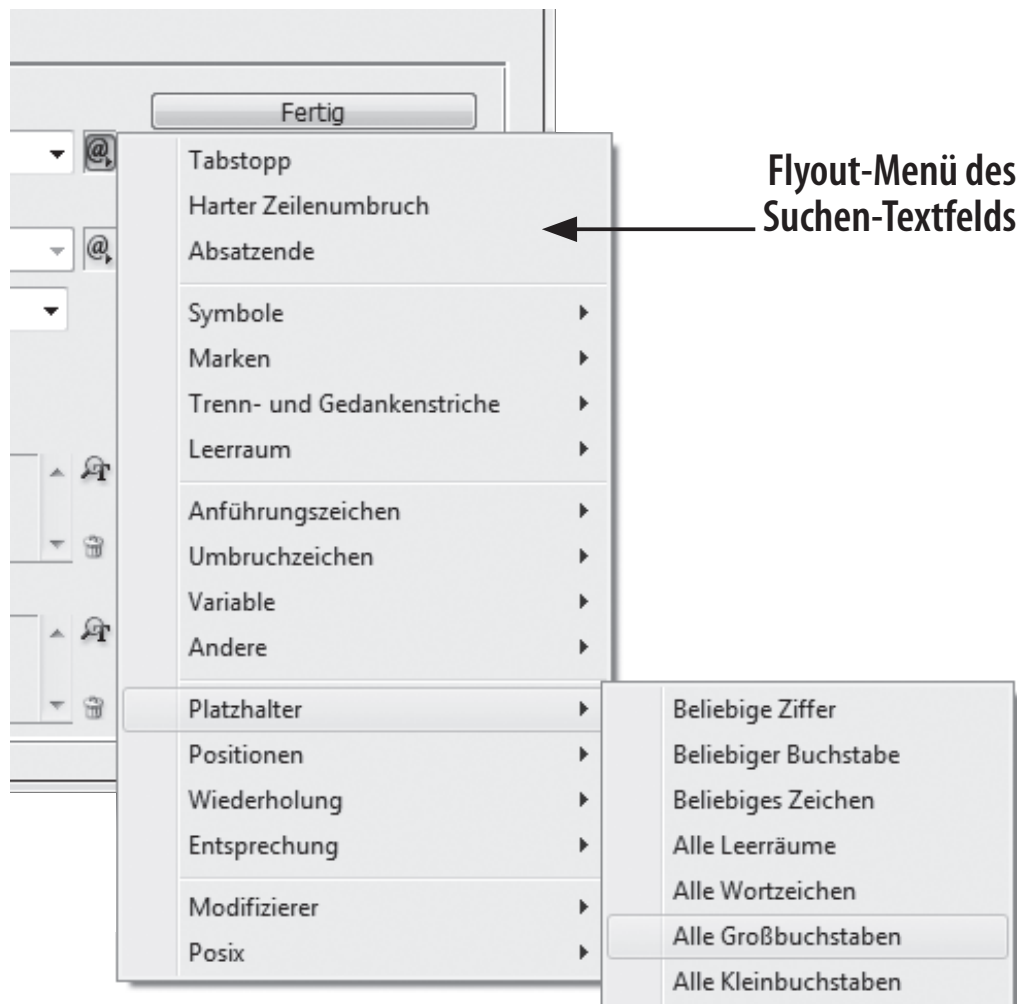 Fertig
Tabstopp
Harter Zeilenumbruch
Absatzende
Flyout-Menü des
Suchen-Textfelds
Symbole
Marken
Trenn- und Gedankenstriche
Leerraum
Anführungszeichen
Umbruchzeichen
Variable
Andere
Platzhalter
Positionen
Wiederholung
Entsprechung
Modifizierer
Posix
Beliebige Ziffer
Beliebiger Buchstabe
Beliebiges Zeichen
Alle Leerräume
Alle Wortzeichen
Alle Großbuchstaben
Alle Kleinbuchstaben